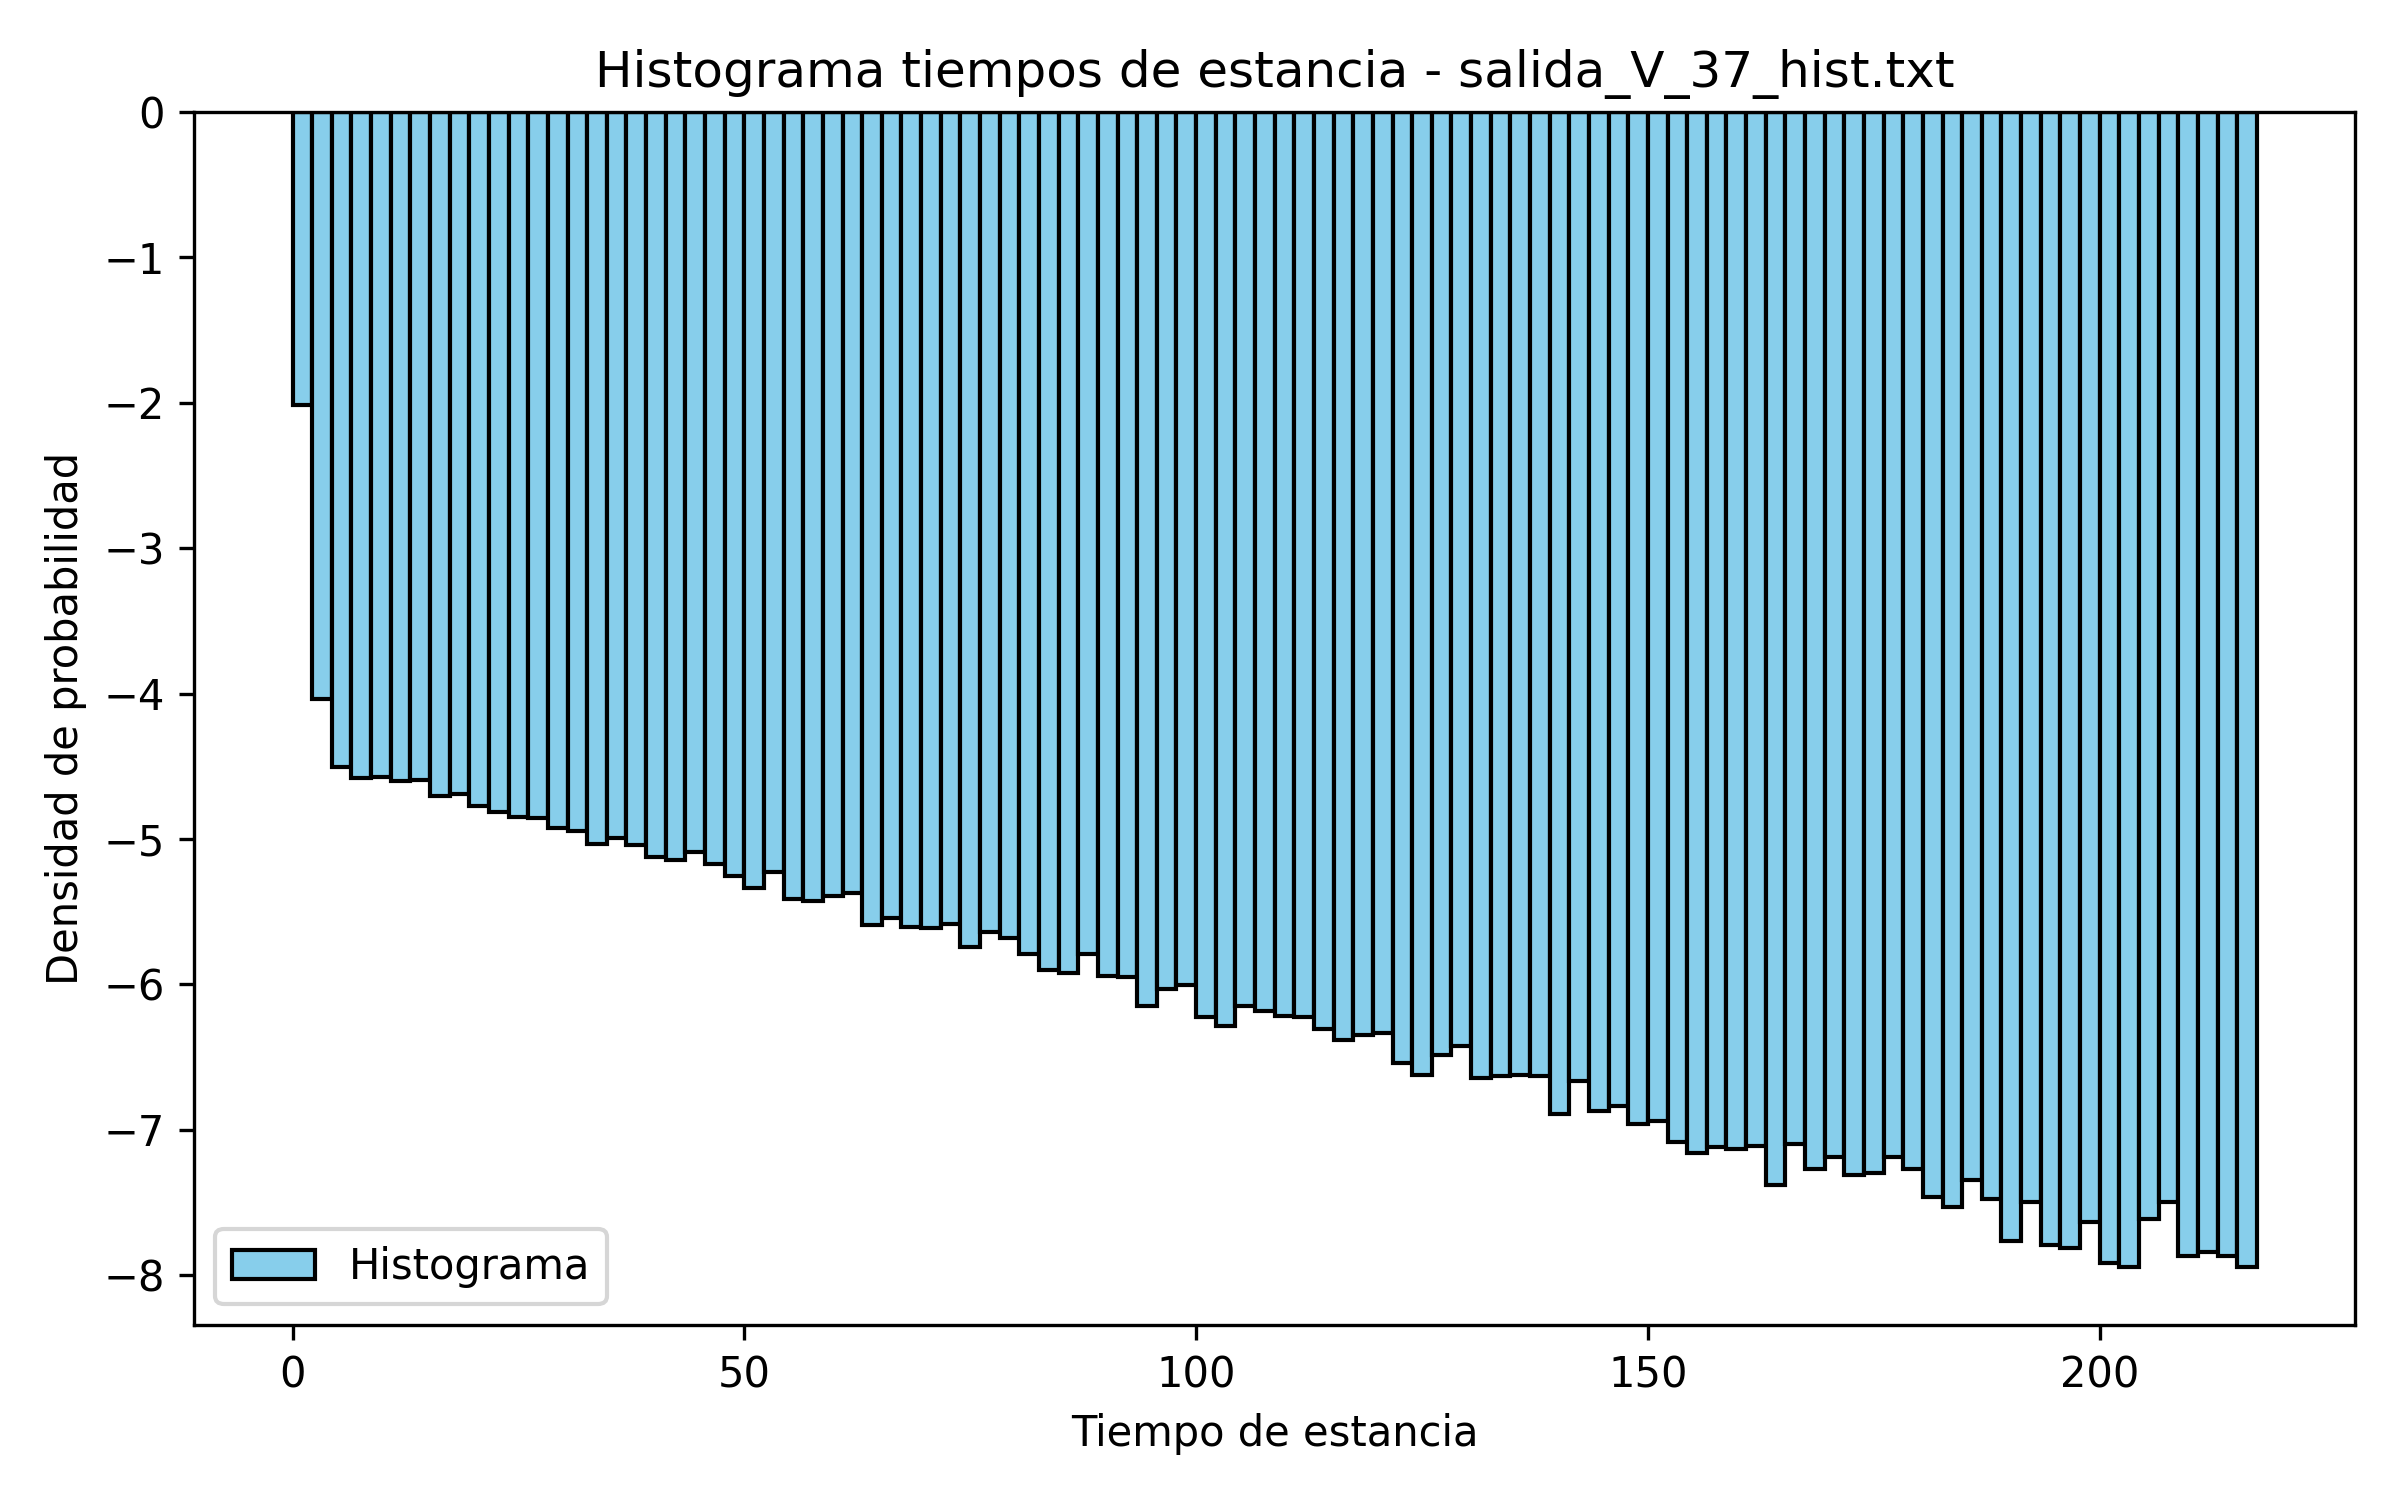 Histograma tiempos de estancia - salida_V_37_hist.txt
0
−1
−2
−3
−4
−5
−6
−7
−8
Densidad de probabilidad
Histograma
0 50 100 150 200
Tiempo de estancia